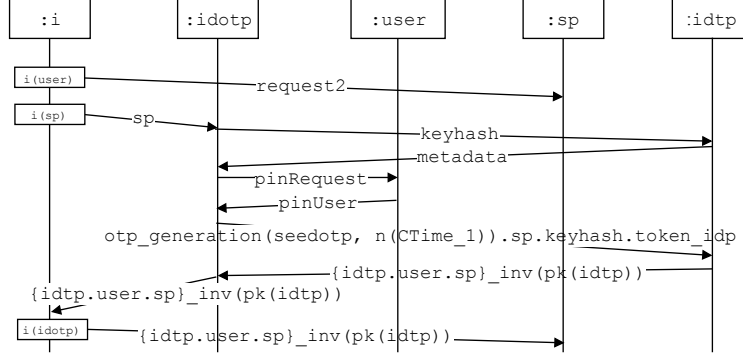 :i
:idotp
:user
:sp
:idtp
i(user)
request2
i(sp)
sp
keyhash
metadata
pinRequest
pinUser
otp_generation(seedotp, n(CTime_1)).sp.keyhash.token_idp
{idtp.user.sp}_inv(pk(idtp))
{idtp.user.sp}_inv(pk(idtp))
i(idotp)
{idtp.user.sp}_inv(pk(idtp))